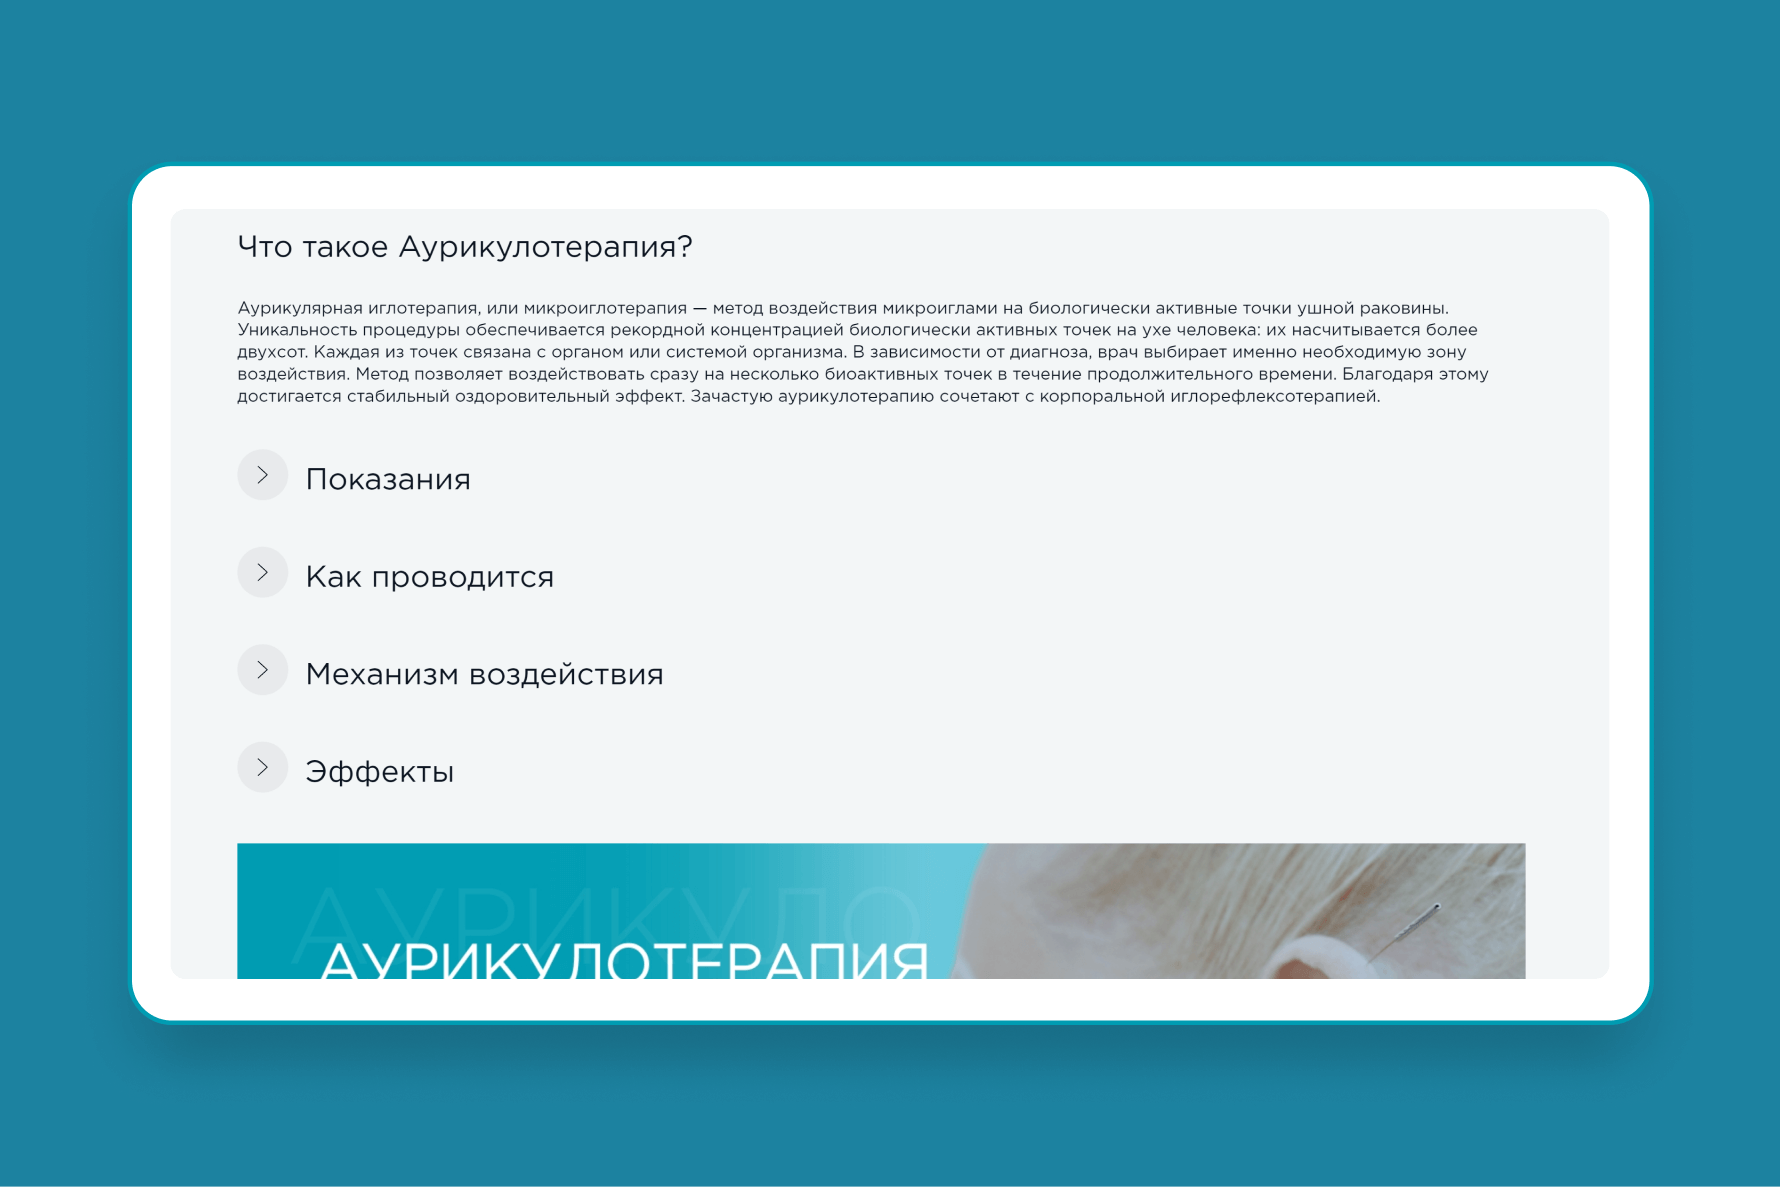 Что такое Аурикулотерапия?
Аурикулярная иглотерапия, или микроиглотерапия — метод воздействия микроиглами на биологически активные точки ушной раковины.
Уникальность процедуры обеспечивается рекордной концентрацией биологически активных точек на ухе человека: их насчитывается более
двухсот. Каждая из точек связана с органом или системой организма. В зависимости от диагноза, врач выбирает именно необходимую зону
воздействия. Метод позволяет воздействовать сразу на несколько биоактивных точек в течение продолжительного времени. Благодаря этому
достигается стабильный оздоровительный эффект. Зачастую аурикулотерапию сочетают с корпоральной иглорефлексотерапией.
Показания
Как проводится
Механизм воздействия
Эффекты
АУРИКУЛО
АУРИКУЛОТЕРАПИЯ